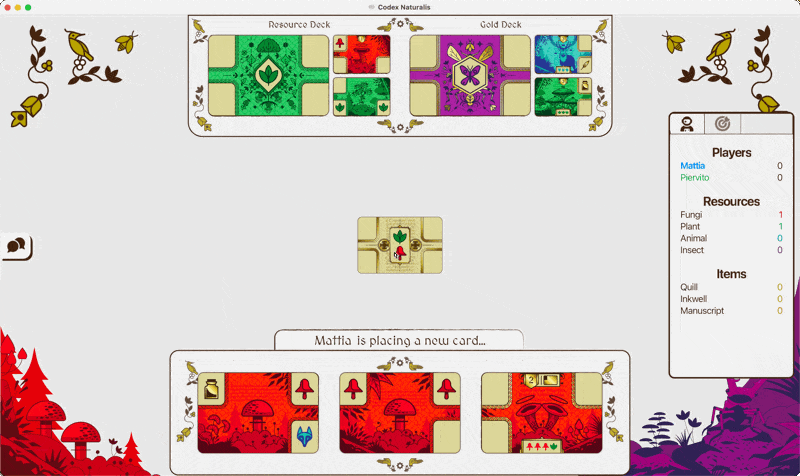 Codex Naturalis
Resource Deck
Gold Deck
Players
Mattia 0
Piervito 0
Resources
Fungi 1
Plant 1
Animal 0
Insect 0
Items
Quill 0
Inkwell 0
Manuscript 0
Mattia is placing a new card...
2